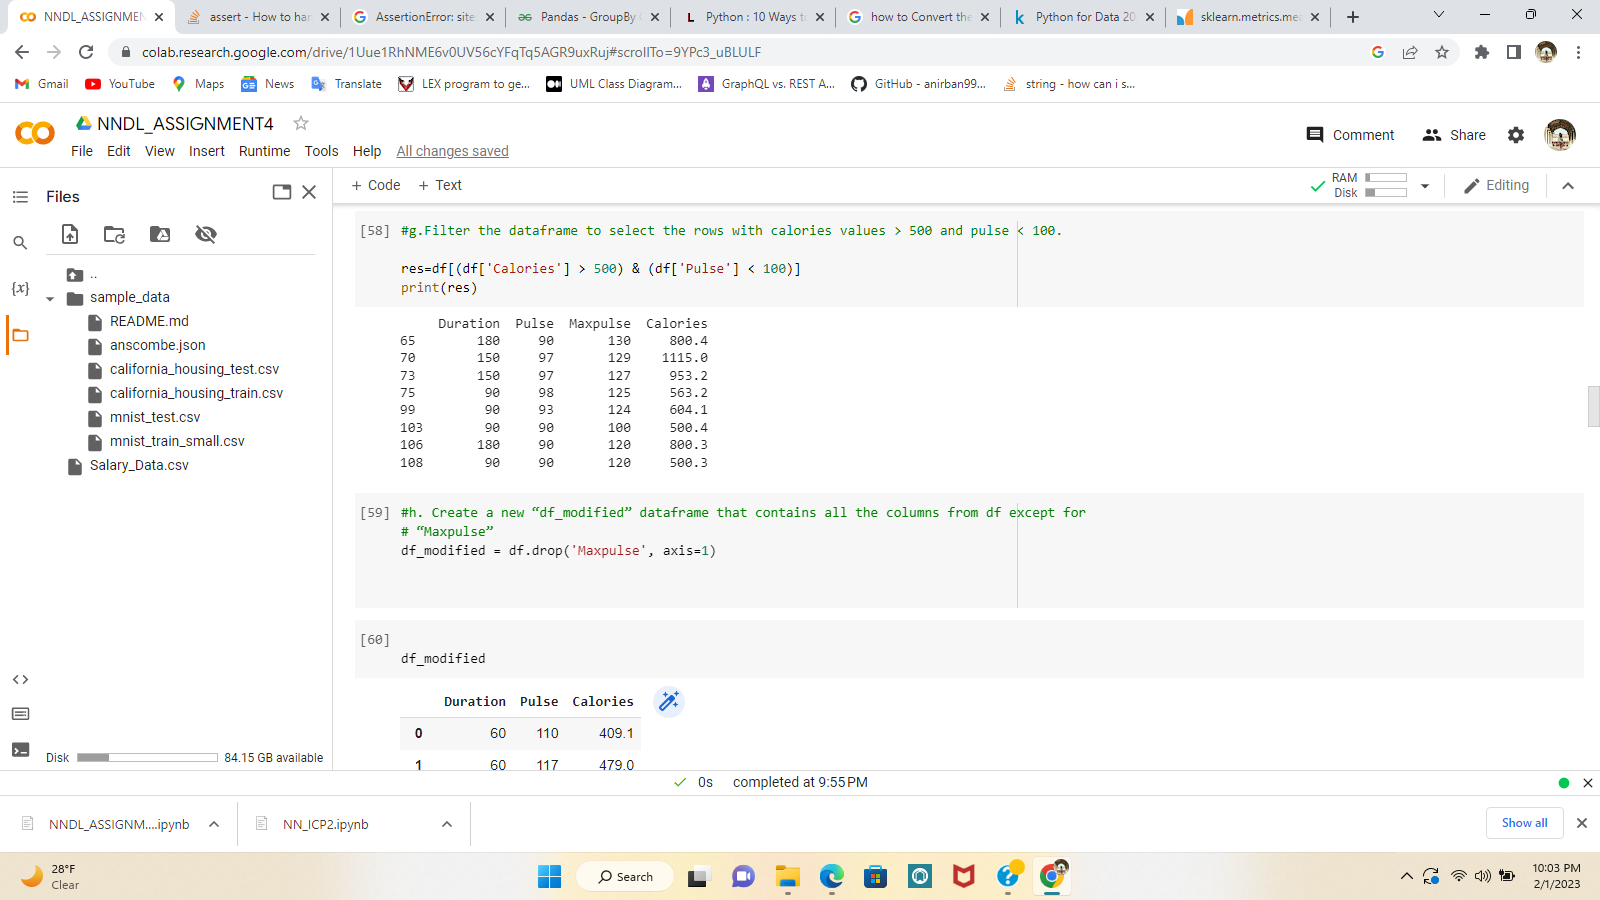 NNDL_ASSIGNMEN
assert - How to har
AssertionError: site
Pandas - GroupBy
Python : 10 Ways to
how to Convert the
Python for Data 20
sklearn.metrics.me
colab.research.google.com/drive/1Uue1RhNME6v0UV56cYFqTq5AGR9uxRuj#scrollTo=9YPc3_uBLULF
Gmail
YouTube
Maps
News
Translate
LEX program to ge...
UML Class Diagram...
GraphQL vs. REST A...
GitHub - anirban99...
string - how can i s...
NNDL_ASSIGNMENT4
Comment
Share
File Edit View Insert Runtime Tools Help All changes saved
Files
+ Code + Text
RAM
Disk
Editing
..
sample_data
README.md
anscombe.json
california_housing_test.csv
california_housing_train.csv
mnist_test.csv
mnist_train_small.csv
Salary_Data.csv
Disk 84.15 GB available
[58] #g.Filter the dataframe to select the rows with calories values > 500 and pulse < 100.
res=df[(df['Calories'] > 500) & (df['Pulse'] < 100)]
print(res)
Duration Pulse Maxpulse Calories
65 180 90 130 800.4
70 150 97 129 1115.0
73 150 97 127 953.2
75 90 98 125 563.2
99 90 93 124 604.1
103 90 90 100 500.4
106 180 90 120 800.3
108 90 90 120 500.3
[59] #h. Create a new “df_modified” dataframe that contains all the columns from df except for
# “Maxpulse”
df_modified = df.drop('Maxpulse', axis=1)
[60]
df_modified
Duration Pulse Calories
0 60 110 409.1
1 60 117 479.0
0s completed at 9:55 PM
NNDL_ASSIGNM....ipynb
NN_ICP2.ipynb
Show all
28°F
Clear
Search
10:03 PM
2/1/2023